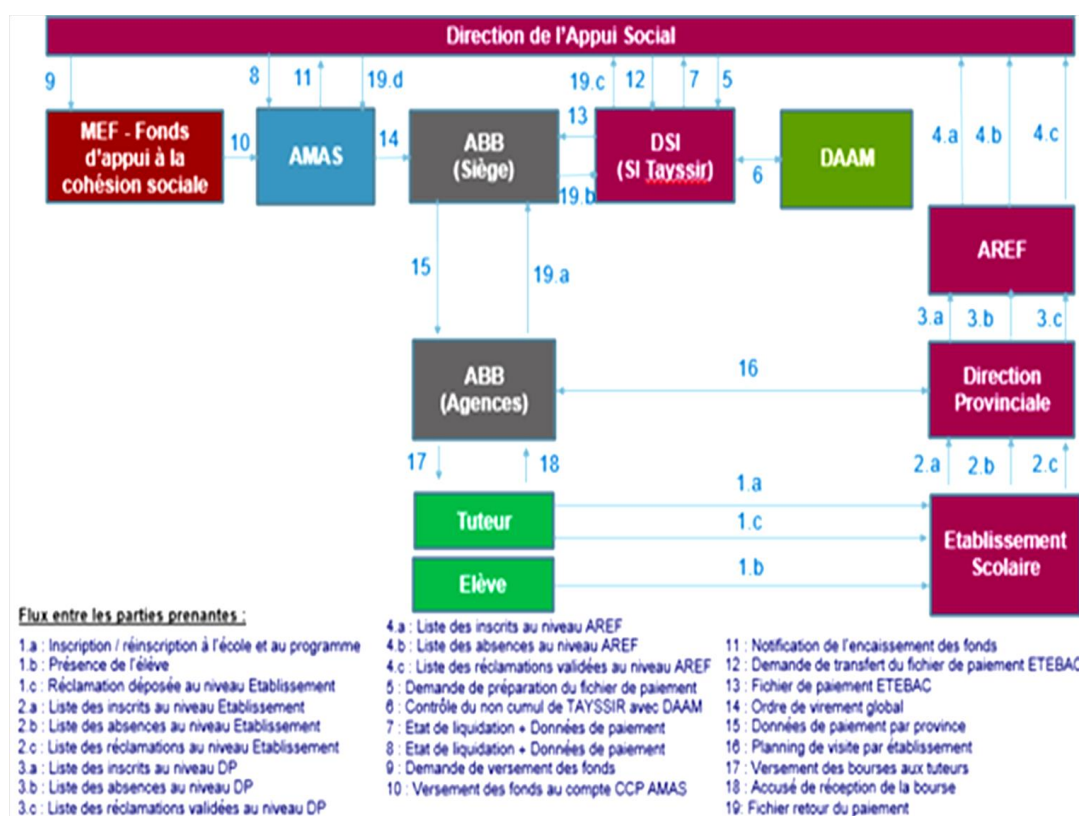 Direction de l'Appui Social
9
8
11
19.d
19.c
12
7
5
MEF - Fonds
d'appui à la
cohésion sociale
10
AMAS
14
ABB
(Siège)
13
19.b
DSI
(SI Tayssir)
6
DAAM
4.a
4.b
4.c
AREF
15
19.a
3.a
3.b
3.c
ABB
(Agences)
16
Direction
Provinciale
17
18
2.a
2.b
2.c
Tuteur
1.a
1.c
Elève
1.b
Etablissement
Scolaire
Flux entre les parties prenantes :
1.a : Inscription / réinscription à l'école et au programme
1.b : Présence de l'élève
1.c : Réclamation déposée au niveau Etablissement
2.a : Liste des inscrits au niveau Etablissement
2.b : Liste des absences au niveau Etablissement
2.c : Liste des réclamations au niveau Etablissement
3.a : Liste des inscrits au niveau DP
3.b : Liste des absences au niveau DP
3.c : Liste des réclamations validées au niveau DP
4.a : Liste des inscrits au niveau AREF
4.b : Liste des absences au niveau AREF
4.c : Liste des réclamations validées au niveau AREF
5 : Demande de préparation du fichier de paiement
6 : Contrôle du non cumul de TAYSSIR avec DAAM
7 : Etat de liquidation + Données de paiement
8 : Etat de liquidation + Données de paiement
9 : Demande de versement des fonds
10 : Versement des fonds au compte CCP AMAS
11 : Notification de l'encaissement des fonds
12 : Demande de transfert du fichier de paiement ETEBAC
13 : Fichier de paiement ETEBAC
14 : Ordre de virement global
15 : Données de paiement par province
16 : Planning de visite par établissement
17 : Versement des bourses aux tuteurs
18 : Accusé de réception de la bourse
19 : Fichier retour du paiement